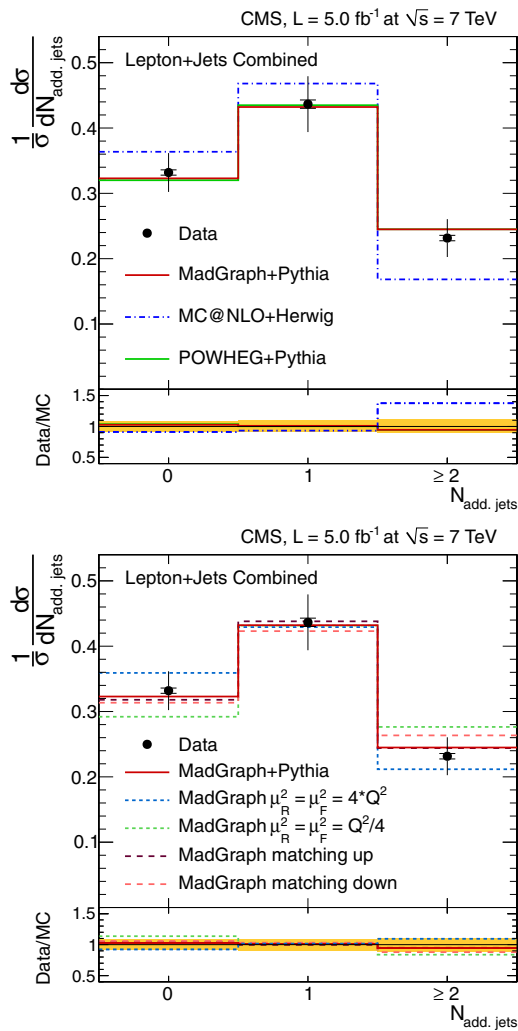 CMS, L = 5.0 fb⁻¹ at √s = 7 TeV
Lepton+Jets Combined
1/σ dσ/dN_add. jets
0.5
0.4
0.3
0.2
0.1
Data
MadGraph+Pythia
MC@NLO+Herwig
POWHEG+Pythia
Data/MC
1.5
1
0.5
0 1 ≥ 2
N_add. jets
CMS, L = 5.0 fb⁻¹ at √s = 7 TeV
Lepton+Jets Combined
1/σ dσ/dN_add. jets
0.5
0.4
0.3
0.2
0.1
Data
MadGraph+Pythia
MadGraph μ²_R = μ²_F = 4*Q²
MadGraph μ²_R = μ²_F = Q²/4
MadGraph matching up
MadGraph matching down
Data/MC
1.5
1
0.5
0 1 ≥ 2
N_add. jets